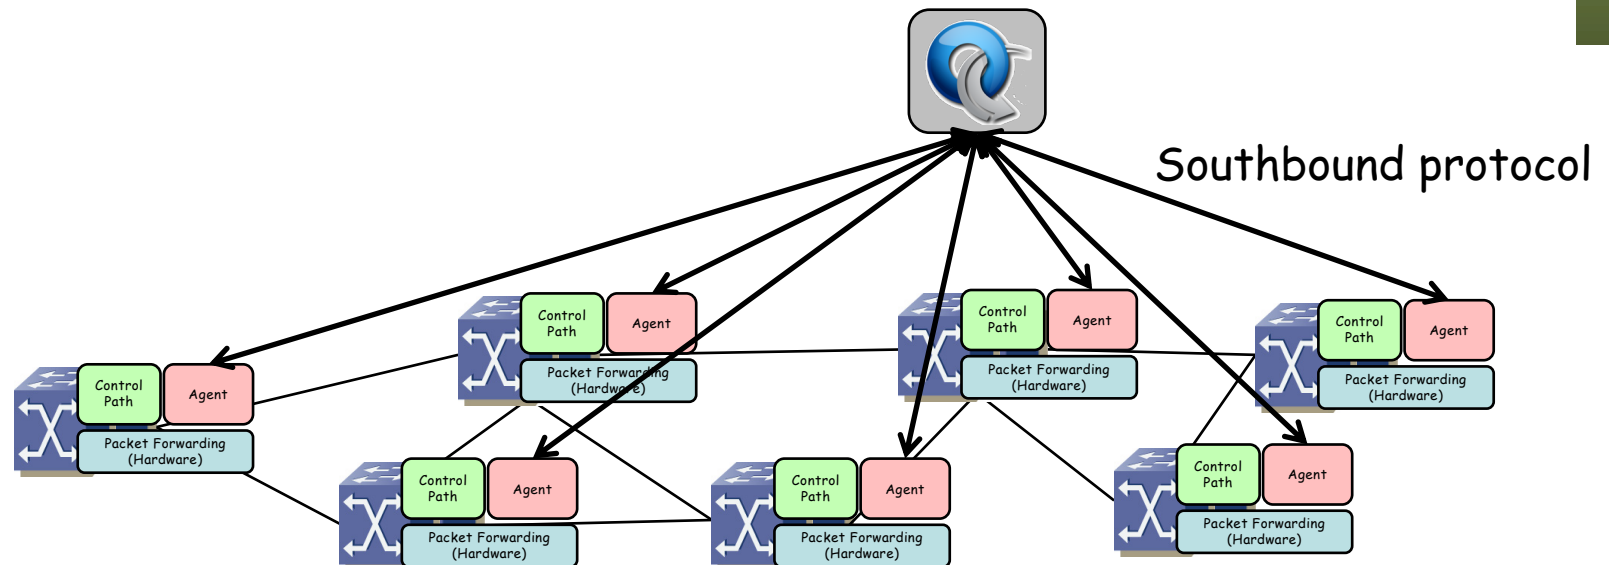 Southbound protocol
Control
Path
Agent
Packet Forwarding
(Hardware)
Control
Path
Agent
Packet Forwarding
(Hardware)
Control
Path
Agent
Packet Forwarding
(Hardware)
Control
Path
Agent
Packet Forwarding
(Hardware)
Control
Path
Agent
Packet Forwarding
(Hardware)
Control
Path
Agent
Packet Forwarding
(Hardware)
Control
Path
Agent
Packet Forwarding
(Hardware)